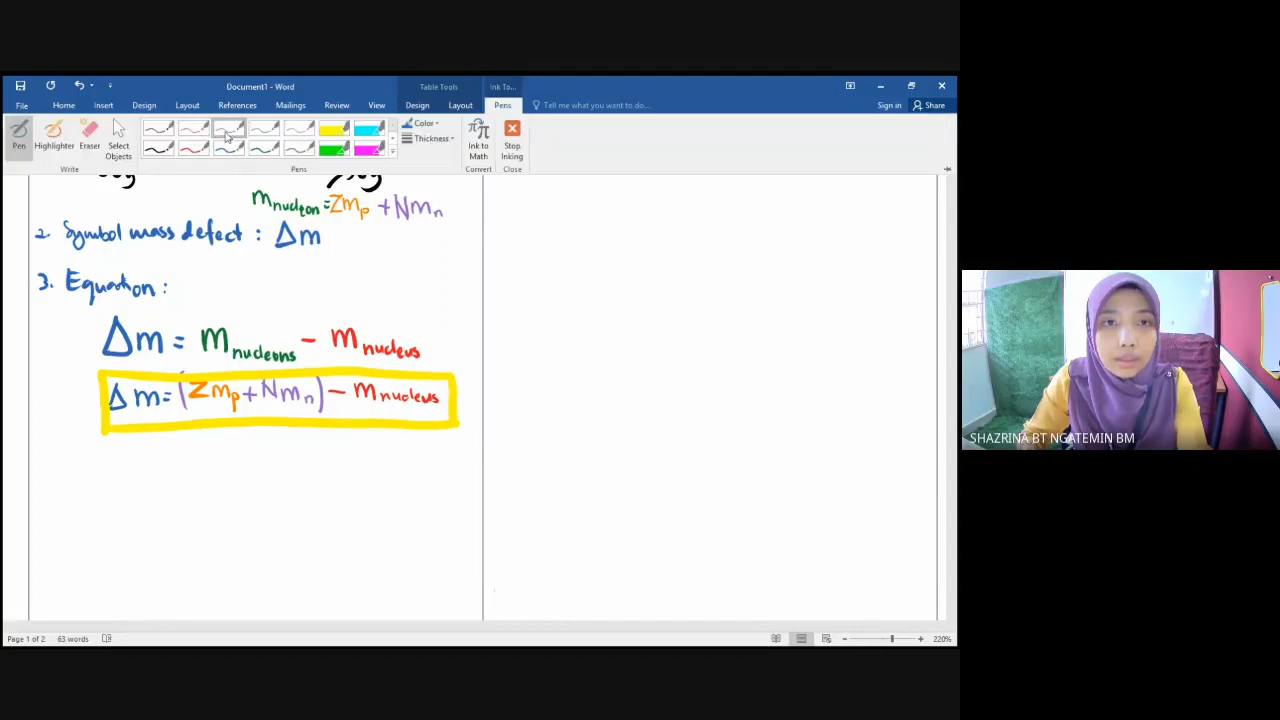 Document1 - Word
Table Tools
Ink To...
File
Home
Insert
Design
Layout
References
Mailings
Review
View
Design
Layout
Pens
Tell me what you want to do...
Sign in
Share
Pen
Highlighter
Eraser
Select Objects
Color
Thickness
Ink to Math
Stop Inking
Write
Pens
Convert
Close
m nucleon = Zmp + Nmn
2. Symbol mass defect : Δm
3. Equation :
Δm = m nucleons - m nucleus
Δm = (Zmp + Nmn) - m nucleus
SHAZRINA BT NGATEMIN BM
Page 1 of 2
63 words
220%